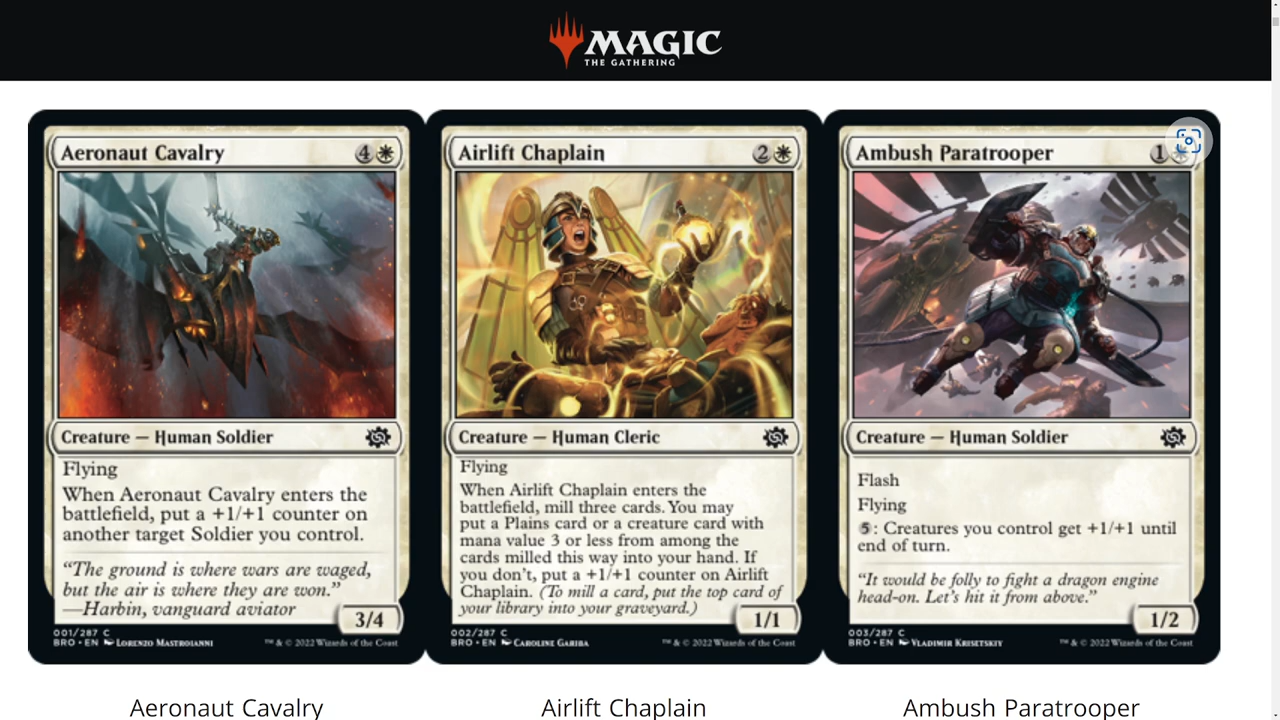 MAGIC
THE GATHERING
Aeronaut Cavalry 4
Flying
Creature — Human Soldier
When Aeronaut Cavalry enters the
battlefield, put a +1/+1 counter on
another target Soldier you control.
“The ground is where wars are waged,
but the air is where they are won.”
—Harbin, vanguard aviator
3/4
001/287 C
BRO • EN Lorenzo Mastroianni
™ & © 2022 Wizards of the Coast
Airlift Chaplain 2
Creature — Human Cleric
Flying
When Airlift Chaplain enters the
battlefield, mill three cards. You may
put a Plains card or a creature card with
mana value 3 or less from among the
cards milled this way into your hand. If
you don’t, put a +1/+1 counter on Airlift
Chaplain. (To mill a card, put the top card of
your library into your graveyard.)
1/1
002/287 C
BRO • EN Caroline Gariba
™ & © 2022 Wizards of the Coast
Ambush Paratrooper 1
Creature — Human Soldier
Flash
Flying
5: Creatures you control get +1/+1 until
end of turn.
“It would be folly to fight a dragon engine
head-on. Let’s hit it from above.”
1/2
003/287 C
BRO • EN Vladimir Krisetskiy
™ & © 2022 Wizards of the Coast
Aeronaut Cavalry
Airlift Chaplain
Ambush Paratrooper